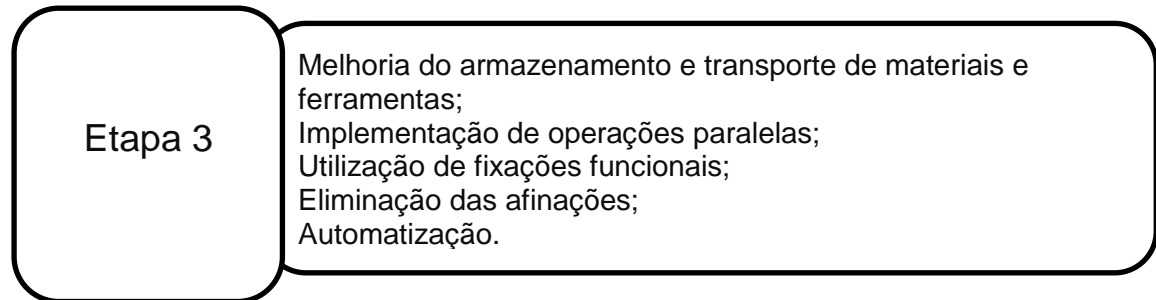 Etapa 3
Melhoria do armazenamento e transporte de materiais e
ferramentas;
Implementação de operações paralelas;
Utilização de fixações funcionais;
Eliminação das afinações;
Automatização.